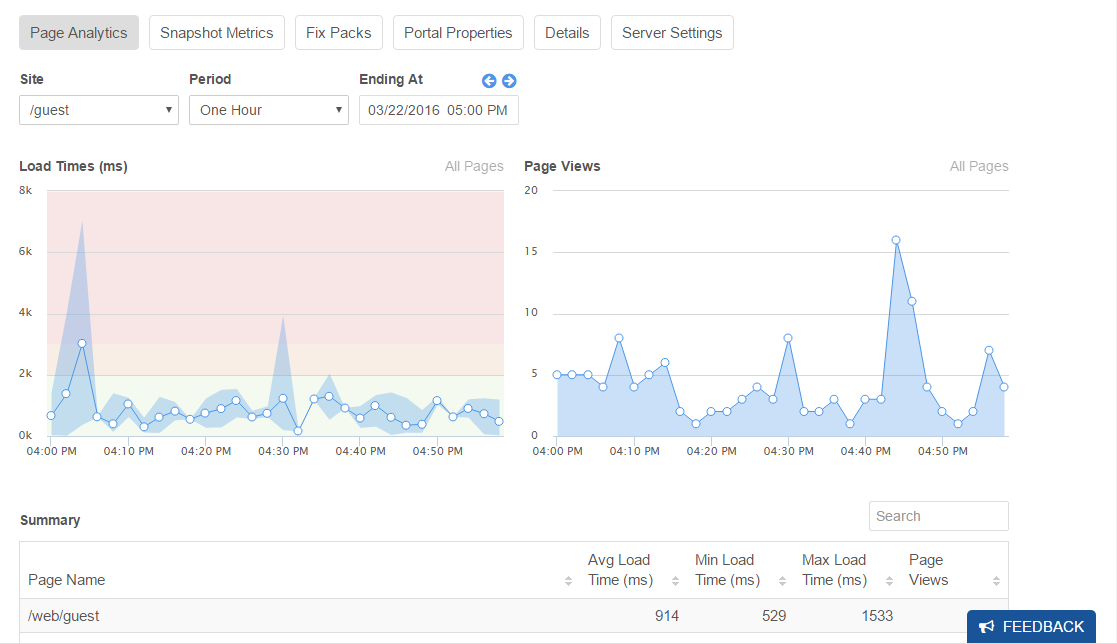 Page Analytics Snapshot Metrics Fix Packs Portal Properties Details Server Settings
Site Period Ending At
/guest One Hour 03/22/2016 05:00 PM
Load Times (ms) All Pages Page Views All Pages
8k 20
6k 15
4k 10
2k 5
0k 0
04:00 PM 04:10 PM 04:20 PM 04:30 PM 04:40 PM 04:50 PM 04:00 PM 04:10 PM 04:20 PM 04:30 PM 04:40 PM 04:50 PM
Summary Search
Avg Load Min Load Max Load Page
Page Name Time (ms) Time (ms) Time (ms) Views
/web/guest 914 529 1533
FEEDBACK